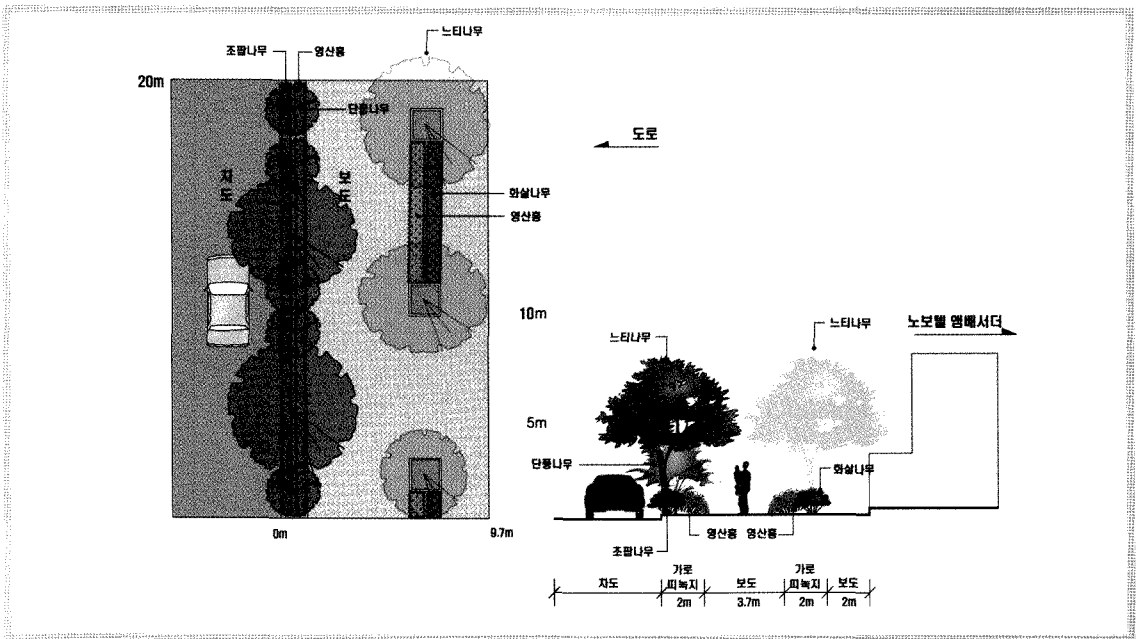 느티나무
조팝나무
영산홍
20m
단풍나무
차도
보도
화살나무
영산홍
10m
5m
0m
9.7m
도로
노보텔 앰배서더
느티나무
느티나무
단풍나무
화살나무
영산홍
영산홍
조팝나무
차도
가로
띠녹지
2m
보도
3.7m
가로
띠녹지
2m
보도
2m